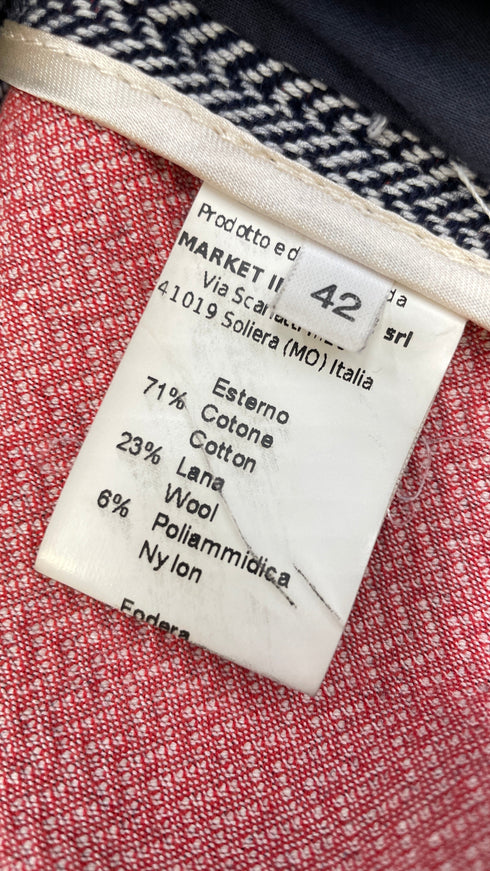 Prodotto e d da
MARKET srl
Via
42
41019 Soliera (MO) Italia
Esterno
71% Cotone
Cotton
23% Lana
Wool
6% Poliammidica
Nylon
Fodera